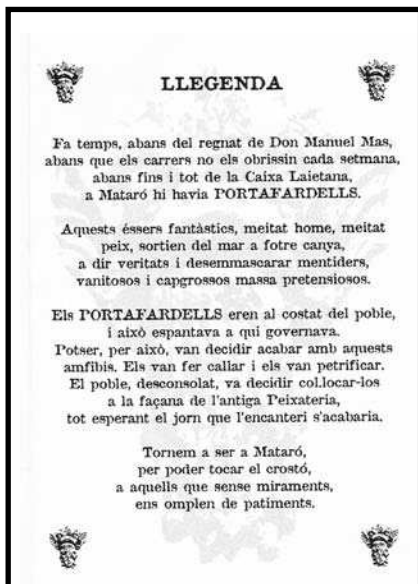 LLEGENDA
Fa temps, abans del regnat de Don Manuel Mas,
abans que els carrers no els obrissin cada setmana,
abans fins i tot de la Caixa Laietana,
a Mataró hi havia PORTAFARDELLS.
Aquests éssers fantàstics, meitat home, meitat
peix, sortien del mar a fotre canya,
a dir veritats i desemmascarar mentiders,
vanitosos i capgrossos massa pretensiosos.
Els PORTAFARDELLS eren al costat del poble,
i això espantava a qui governava.
Potser, per això, van decidir acabar amb aquests
amfibis. Els van fer callar i els van petrificar.
El poble, desconsolat, va decidir col.locar-los
a la façana de l'antiga Peixateria,
tot esperant el jorn que l'encanteri s'acabaria.
Tornem a ser a Mataró,
per poder tocar el crostó,
a aquells que sense miraments,
ens omplen de patiments.